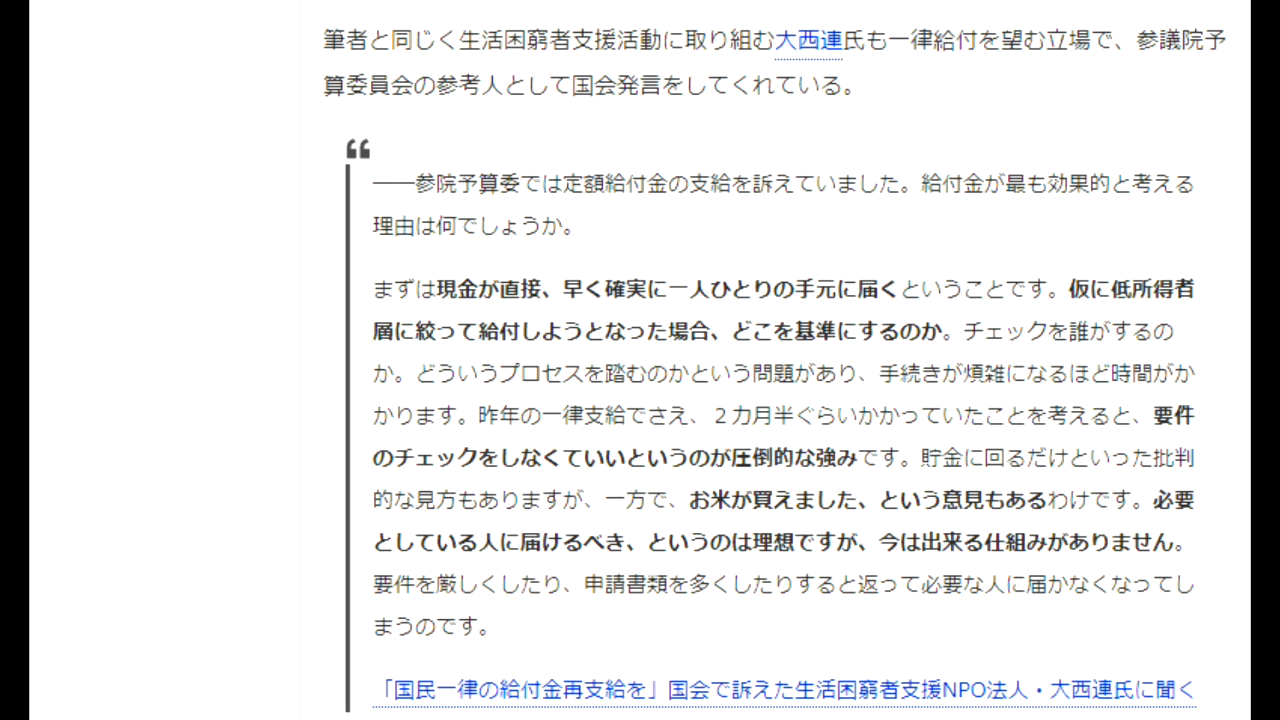 筆者と同じく生活困窮者支援活動に取り組む大西連氏も一律給付を望む立場で、参議院予
算委員会の参考人として国会発言をしてくれている。
――参院予算委では定額給付金の支給を訴えていました。給付金が最も効果的と考える
理由は何でしょうか。
まずは現金が直接、早く確実に一人ひとりの手元に届くということです。仮に低所得者
層に絞って給付しようとなった場合、どこを基準にするのか。チェックを誰がするの
か。どういうプロセスを踏むのかという問題があり、手続きが煩雑になるほど時間がか
かります。昨年の一律支給でさえ、２カ月半ぐらいかかっていたことを考えると、要件
のチェックをしなくていいというのが圧倒的な強みです。貯金に回るだけといった批判
的な見方もありますが、一方で、お米が買えました、という意見もあるわけです。必要
としている人に届けるべき、というのは理想ですが、今は出来る仕組みがありません。
要件を厳しくしたり、申請書類を多くしたりすると返って必要な人に届かなくなってし
まうのです。
「国民一律の給付金再支給を」国会で訴えた生活困窮者支援NPO法人・大西連氏に聞く